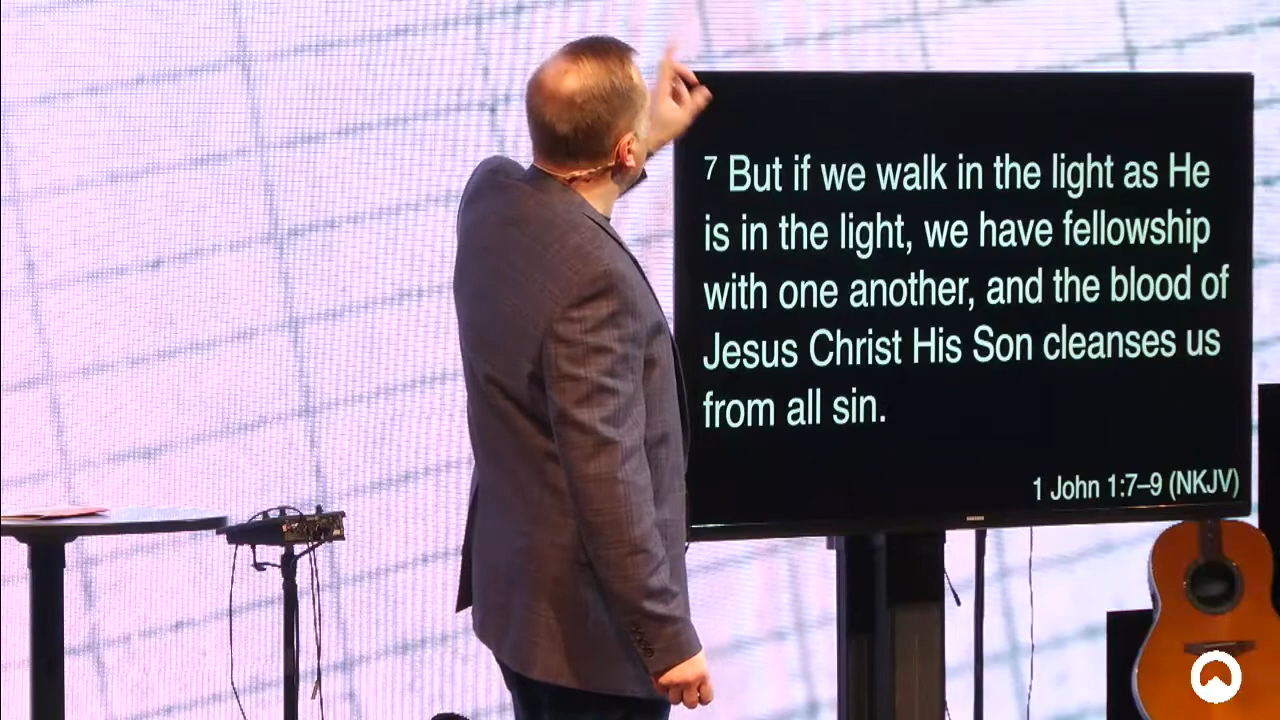 7 But if we walk in the light as He
is in the light, we have fellowship
with one another, and the blood of
Jesus Christ His Son cleanses us
from all sin.
1 John 1:7–9 (NKJV)
SAMSUNG